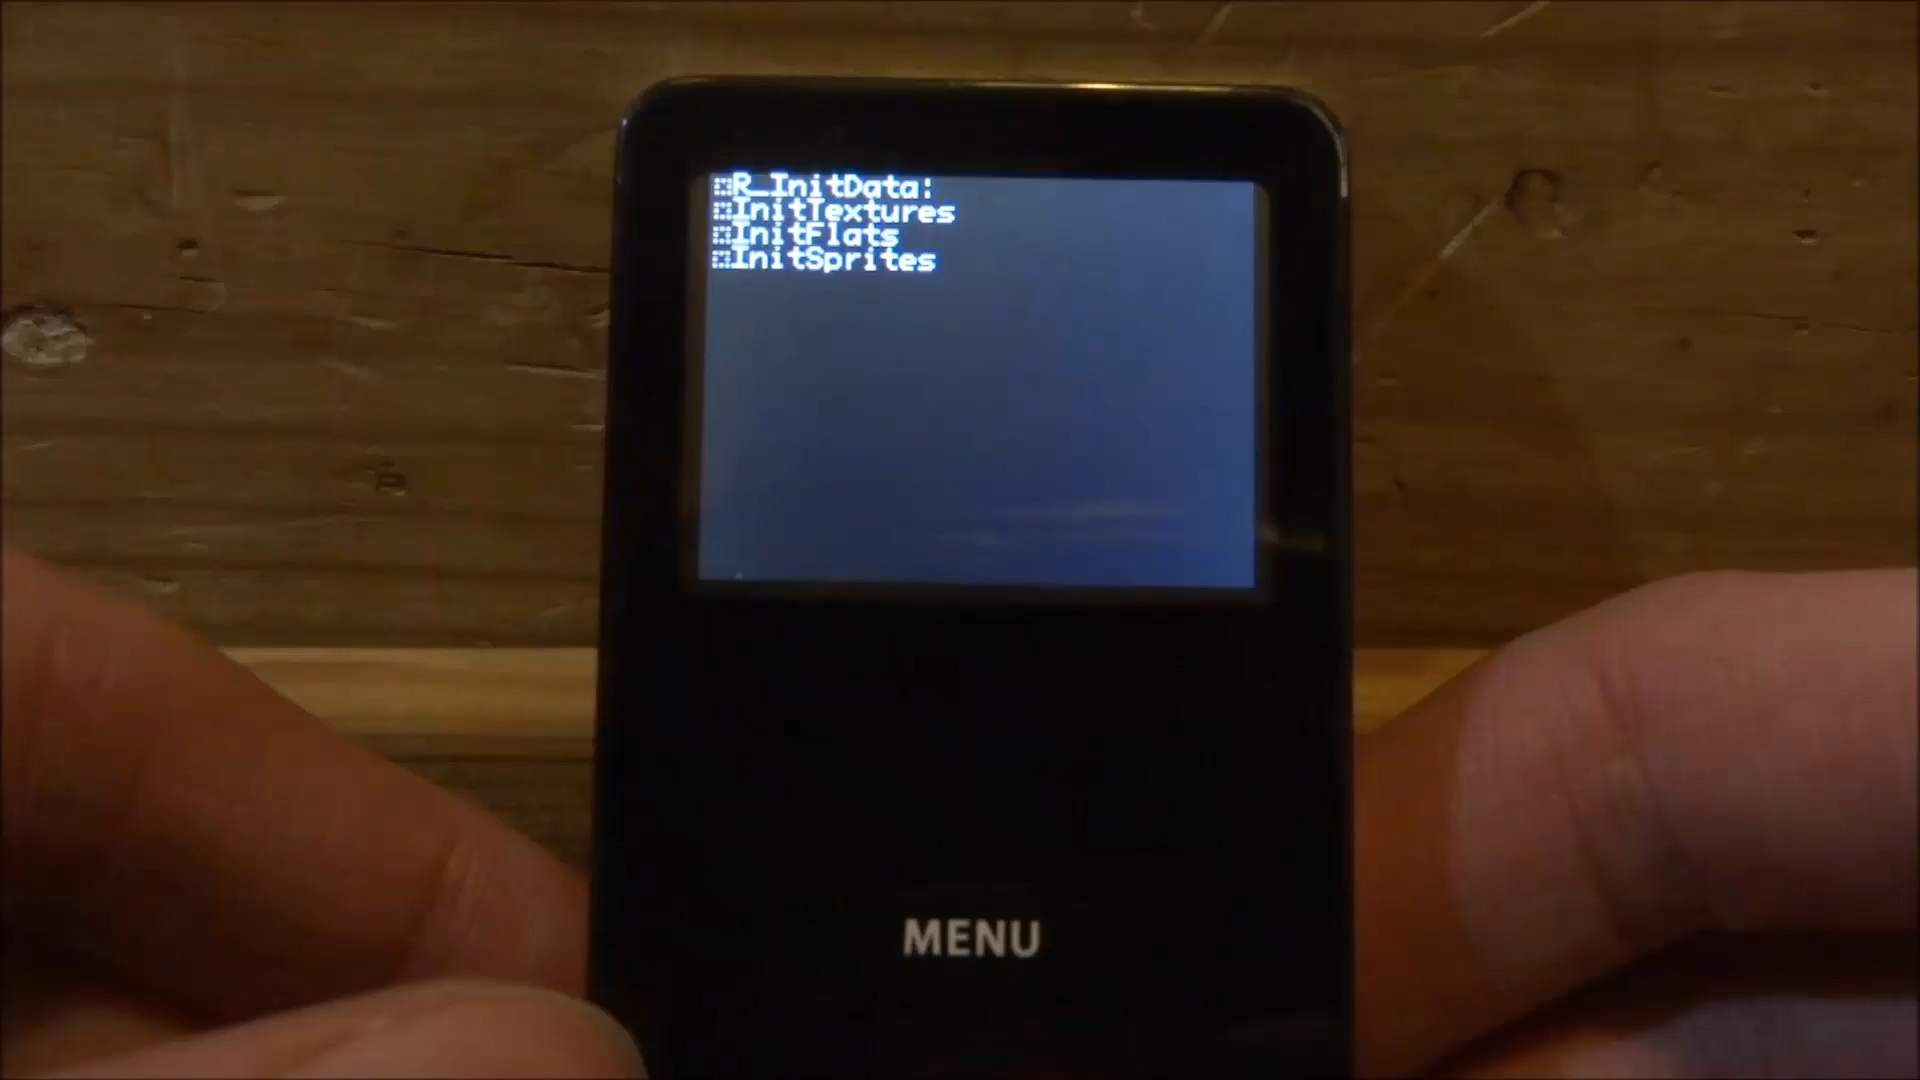 R_InitData:
InitTextures
InitFlats
InitSprites
MENU